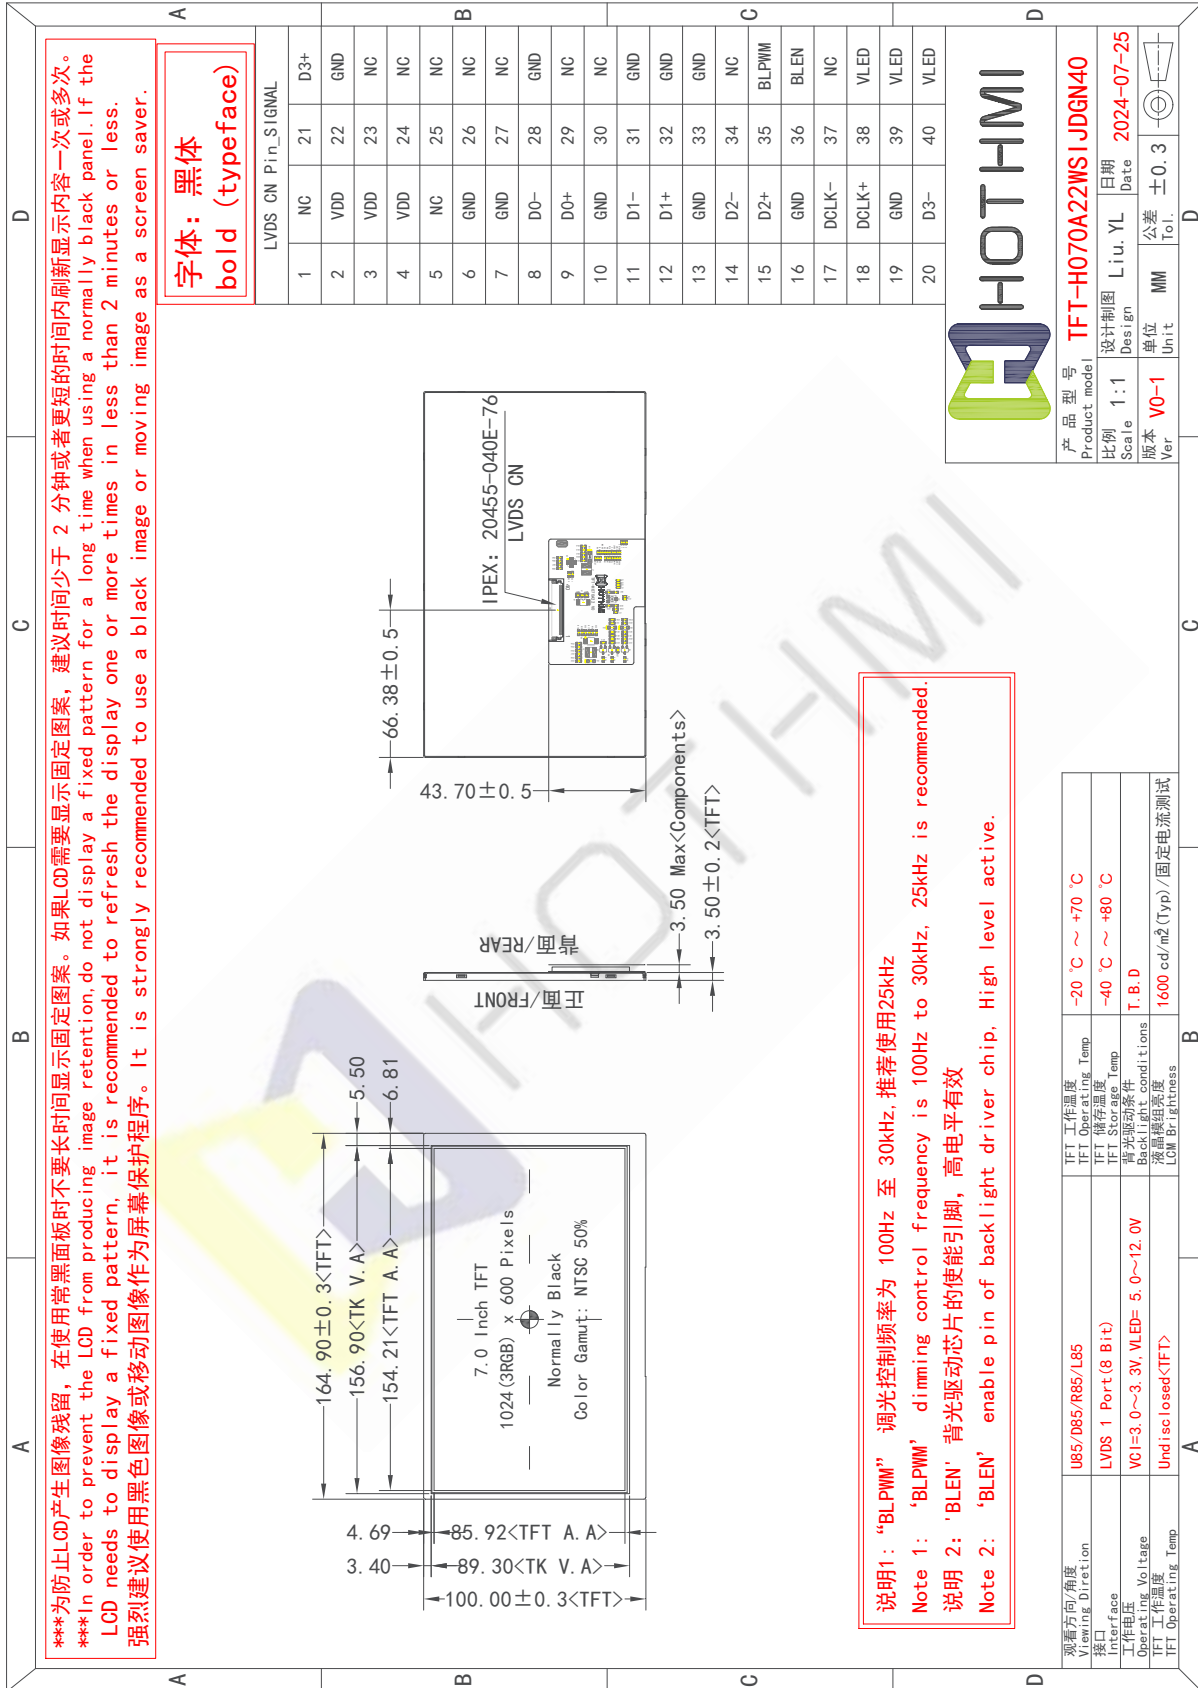 ***为防止LCD产生图像残留，在使用常黑面板时不要长时间显示固定图案。如果LCD需要显示固定图案，建议时间少于 2 分钟或者更短的时间内刷新显示内容一次或多次。
***In order to prevent the LCD from producing image retention,do not display a fixed pattern for a long time when using a normally black panel.If the
LCD needs to display a fixed pattern, it is recommended to refresh the display one or more times in less than 2 minutes or less.
强烈建议使用黑色图像或移动图像作为屏幕保护程序。It is strongly recommended to use a black image or moving image as a screen saver.
字体：黑体
bold (typeface)
LVDS CN Pin_SIGNAL
1 NC 21 D3+
2 VDD 22 GND
3 VDD 23 NC
4 VDD 24 NC
5 NC 25 NC
6 GND 26 NC
7 GND 27 NC
8 D0- 28 GND
9 D0+ 29 NC
10 GND 30 NC
11 D1- 31 GND
12 D1+ 32 GND
13 GND 33 GND
14 D2- 34 NC
15 D2+ 35 BLPWM
16 GND 36 BLEN
17 DCLK- 37 NC
18 DCLK+ 38 VLED
19 GND 39 VLED
20 D3- 40 VLED
164.90±0.3<TFT>
156.90<TK V.A>
5.50
154.21<TFT A.A>
6.81
4.69
85.92<TFT A.A>
3.40
89.30<TK V.A>
100.00±0.3<TFT>
7.0 Inch TFT
1024(RGB) x 600 Pixels
Normally Black
Color Gamut: NTSC 50%
正面/FRONT
背面/REAR
3.50 Max<Components>
3.50±0.2<TFT>
66.38±0.5
43.70±0.5
IPEX: 20455-040E-76
LVDS CN
说明1：“BLPWM” 调光控制频率为 100Hz 至 30kHz,推荐使用25kHz
Note 1: ‘BLPWM’ dimming control frequency is 100Hz to 30kHz, 25kHz is recommended.
说明 2：'BLEN' 背光驱动芯片的使能引脚，高电平有效
Note 2: ‘BLEN’ enable pin of backlight driver chip, High level active.
观看方向/角度
Viewing Diretion
U85/D85/R85/L85
TFT 工作温度
TFT Operating Temp
-20 ℃ ～ +70 ℃
接口
Interface
LVDS 1 Port(8 Bit)
TFT 储存温度
TFT Storage Temp
-40 ℃ ～ +80 ℃
工作电压
Operating Voltage
VCI=3.0～3.3V,VLED= 5.0～12.0V
背光驱动条件
Backlight conditions
T.B.D
TFT 工作温度
TFT Operating Temp
Undisclosed<TFT>
液晶模组亮度
LCM Brightness
1600 cd/m2(Typ)/固定电流测试
HOTHMI
产 品 型 号
Product model
TFT-H070A22WSIJDGN40
比例
Scale
1:1
设计制图
Design
Liu.YL
日期
Date
2024-07-25
版本
Ver
V0-1
单位
Unit
MM
公差
Tol.
±0.3
HOTHMI
A
B
C
D
A
B
C
D
A
B
C
D
A
B
C
D